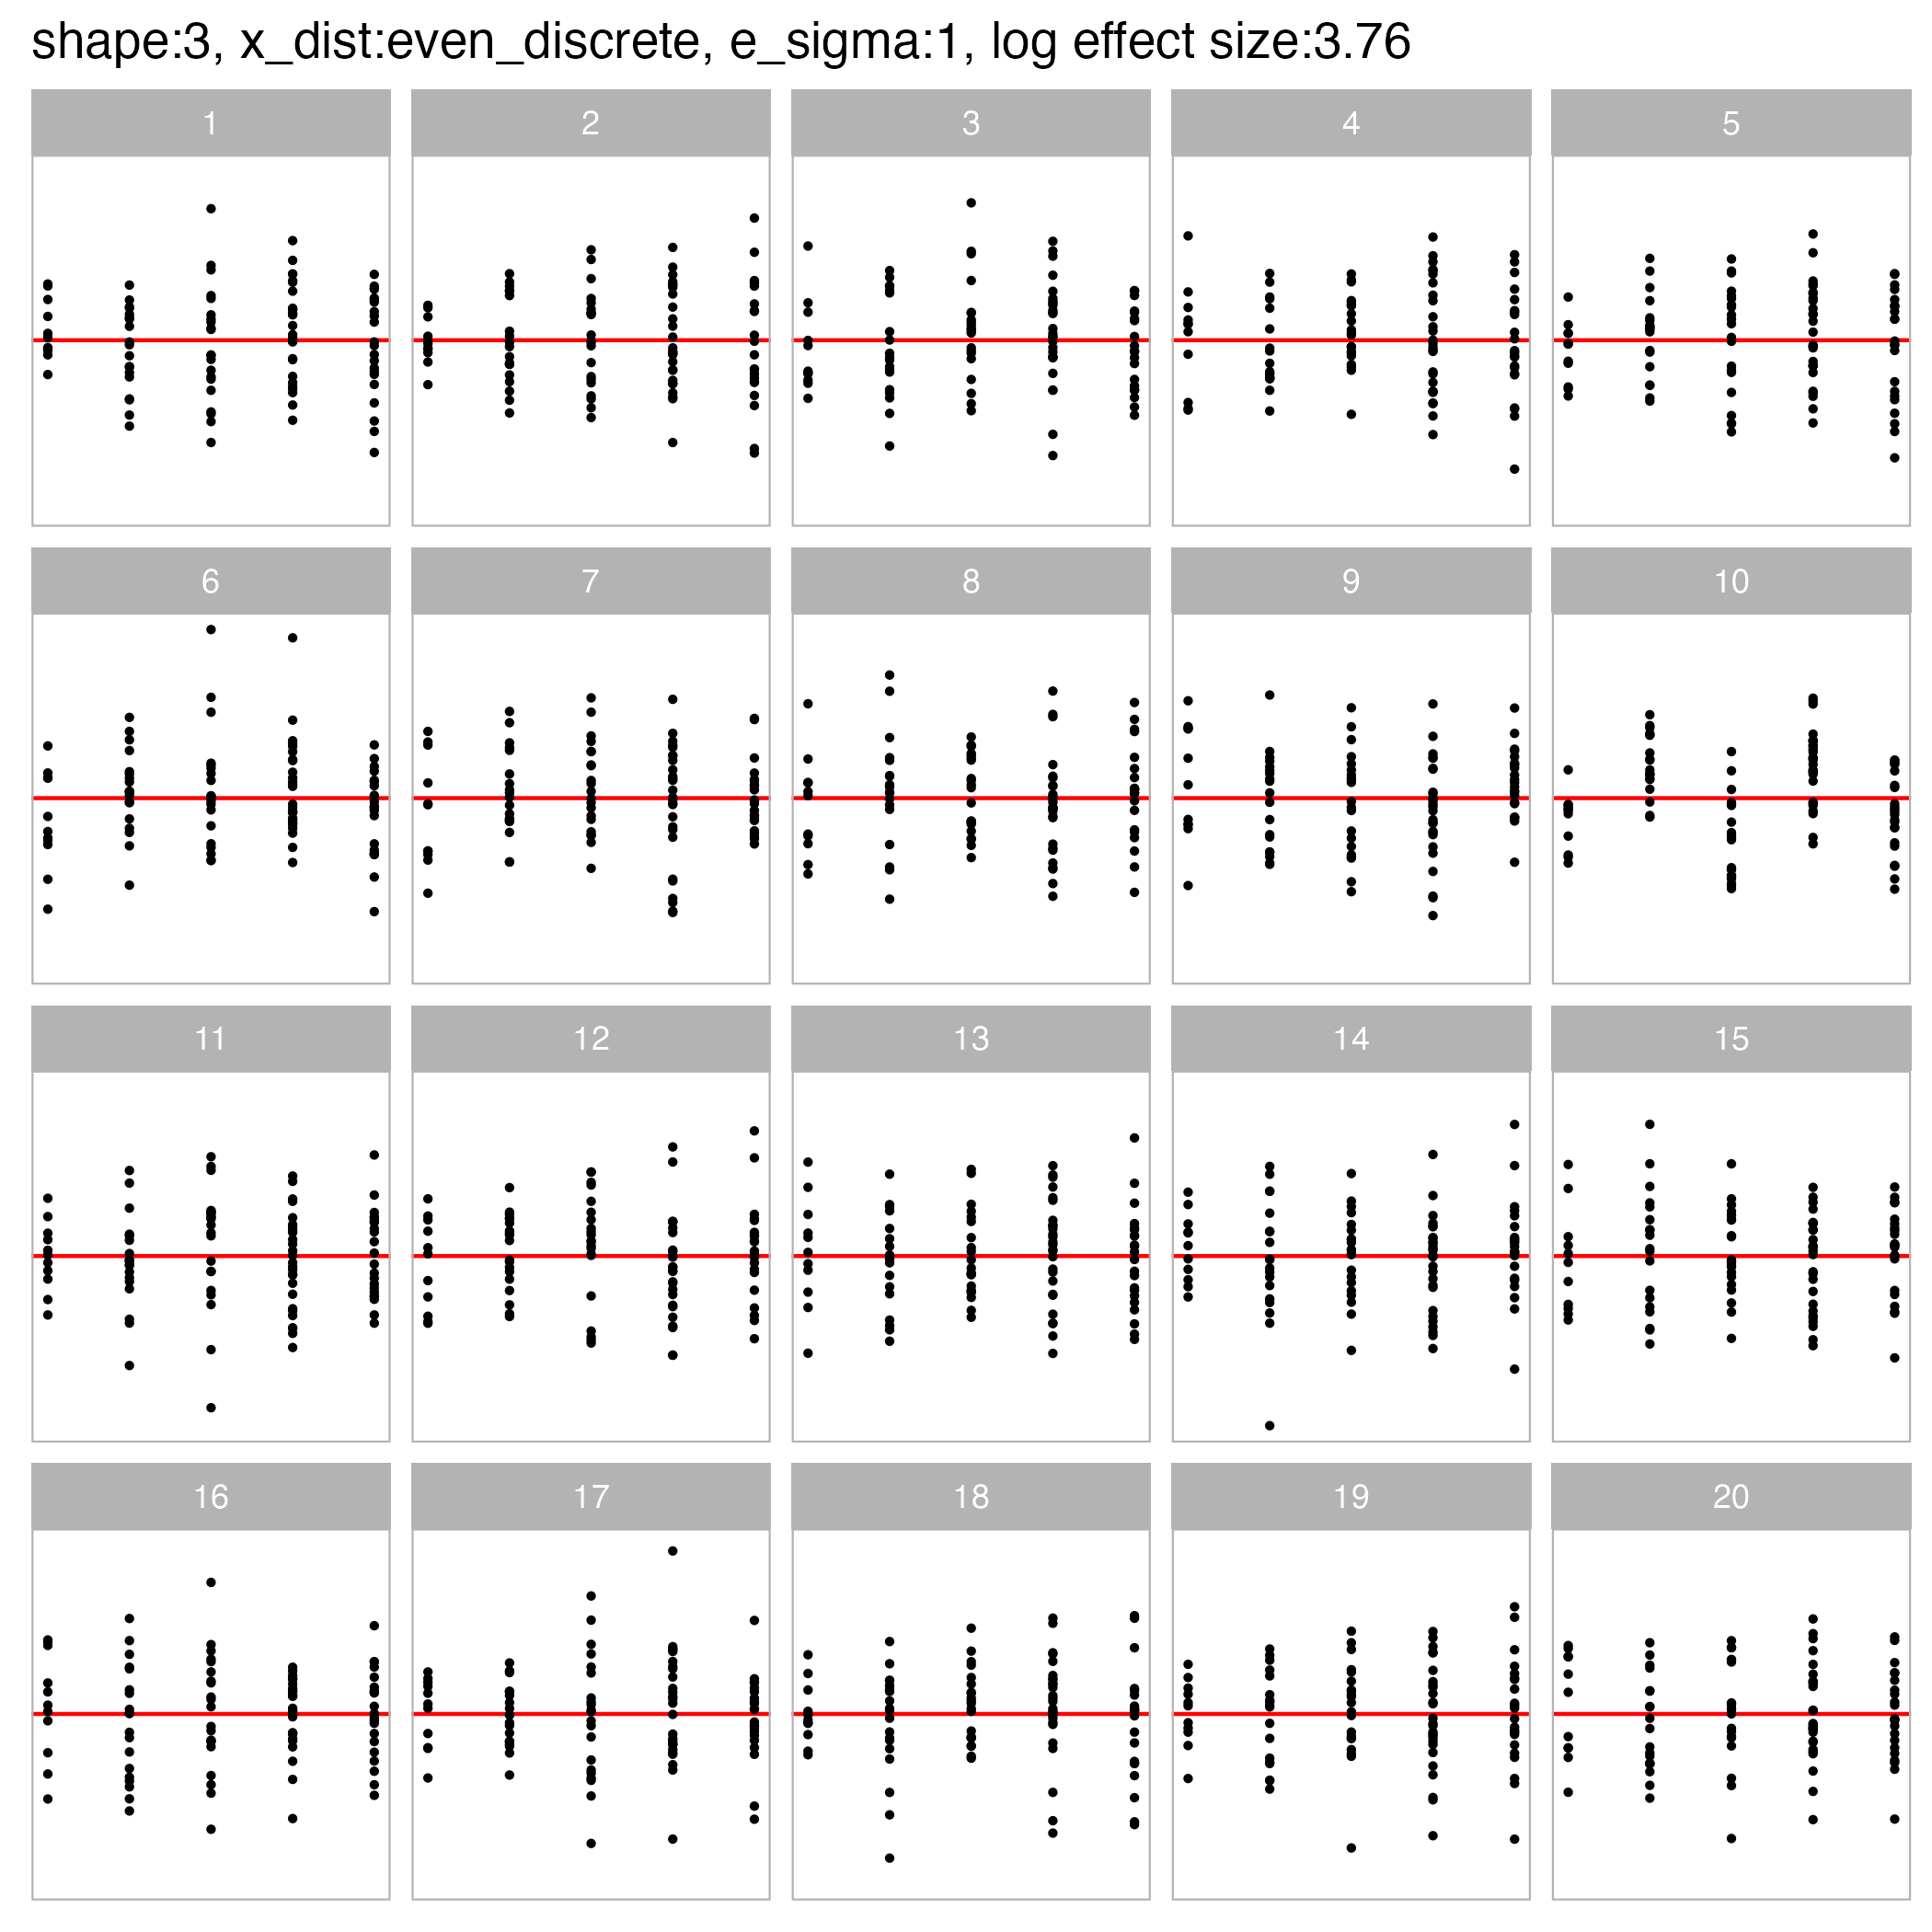 shape:3, x_dist:even_discrete, e_sigma:1, log effect size:3.76
1 2 3 4 5
6 7 8 9 10
11 12 13 14 15
16 17 18 19 20